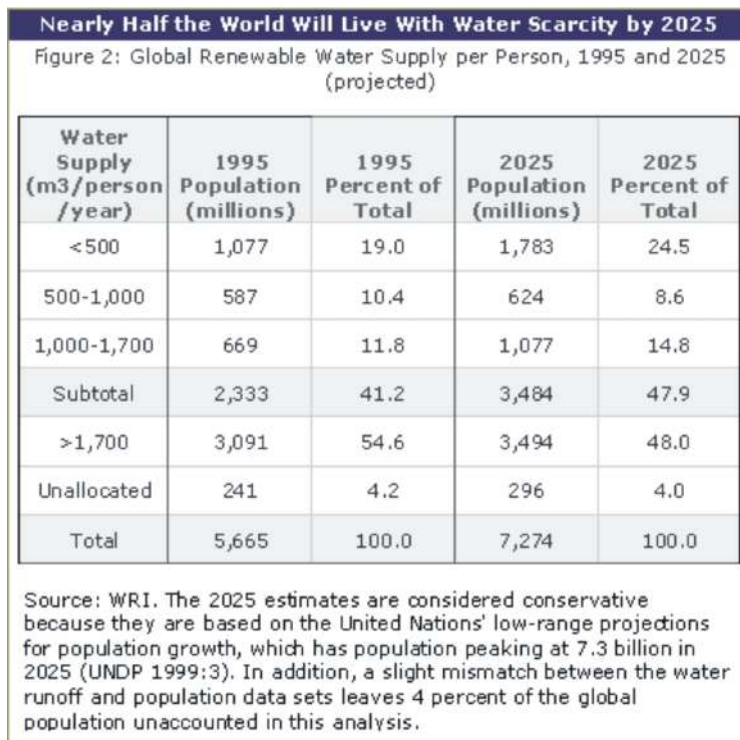 Nearly Half the World Will Live With Water Scarcity by 2025
Figure 2: Global Renewable Water Supply per Person, 1995 and 2025
(projected)
Water Supply (m3/person /year) 1995 Population (millions) 1995 Percent of Total 2025 Population (millions) 2025 Percent of Total
<500 1,077 19.0 1,783 24.5
500-1,000 587 10.4 624 8.6
1,000-1,700 669 11.8 1,077 14.8
Subtotal 2,333 41.2 3,484 47.9
>1,700 3,091 54.6 3,494 48.0
Unallocated 241 4.2 296 4.0
Total 5,665 100.0 7,274 100.0
Source: WRI. The 2025 estimates are considered conservative
because they are based on the United Nations' low-range projections
for population growth, which has population peaking at 7.3 billion in
2025 (UNDP 1999:3). In addition, a slight mismatch between the water
runoff and population data sets leaves 4 percent of the global
population unaccounted in this analysis.